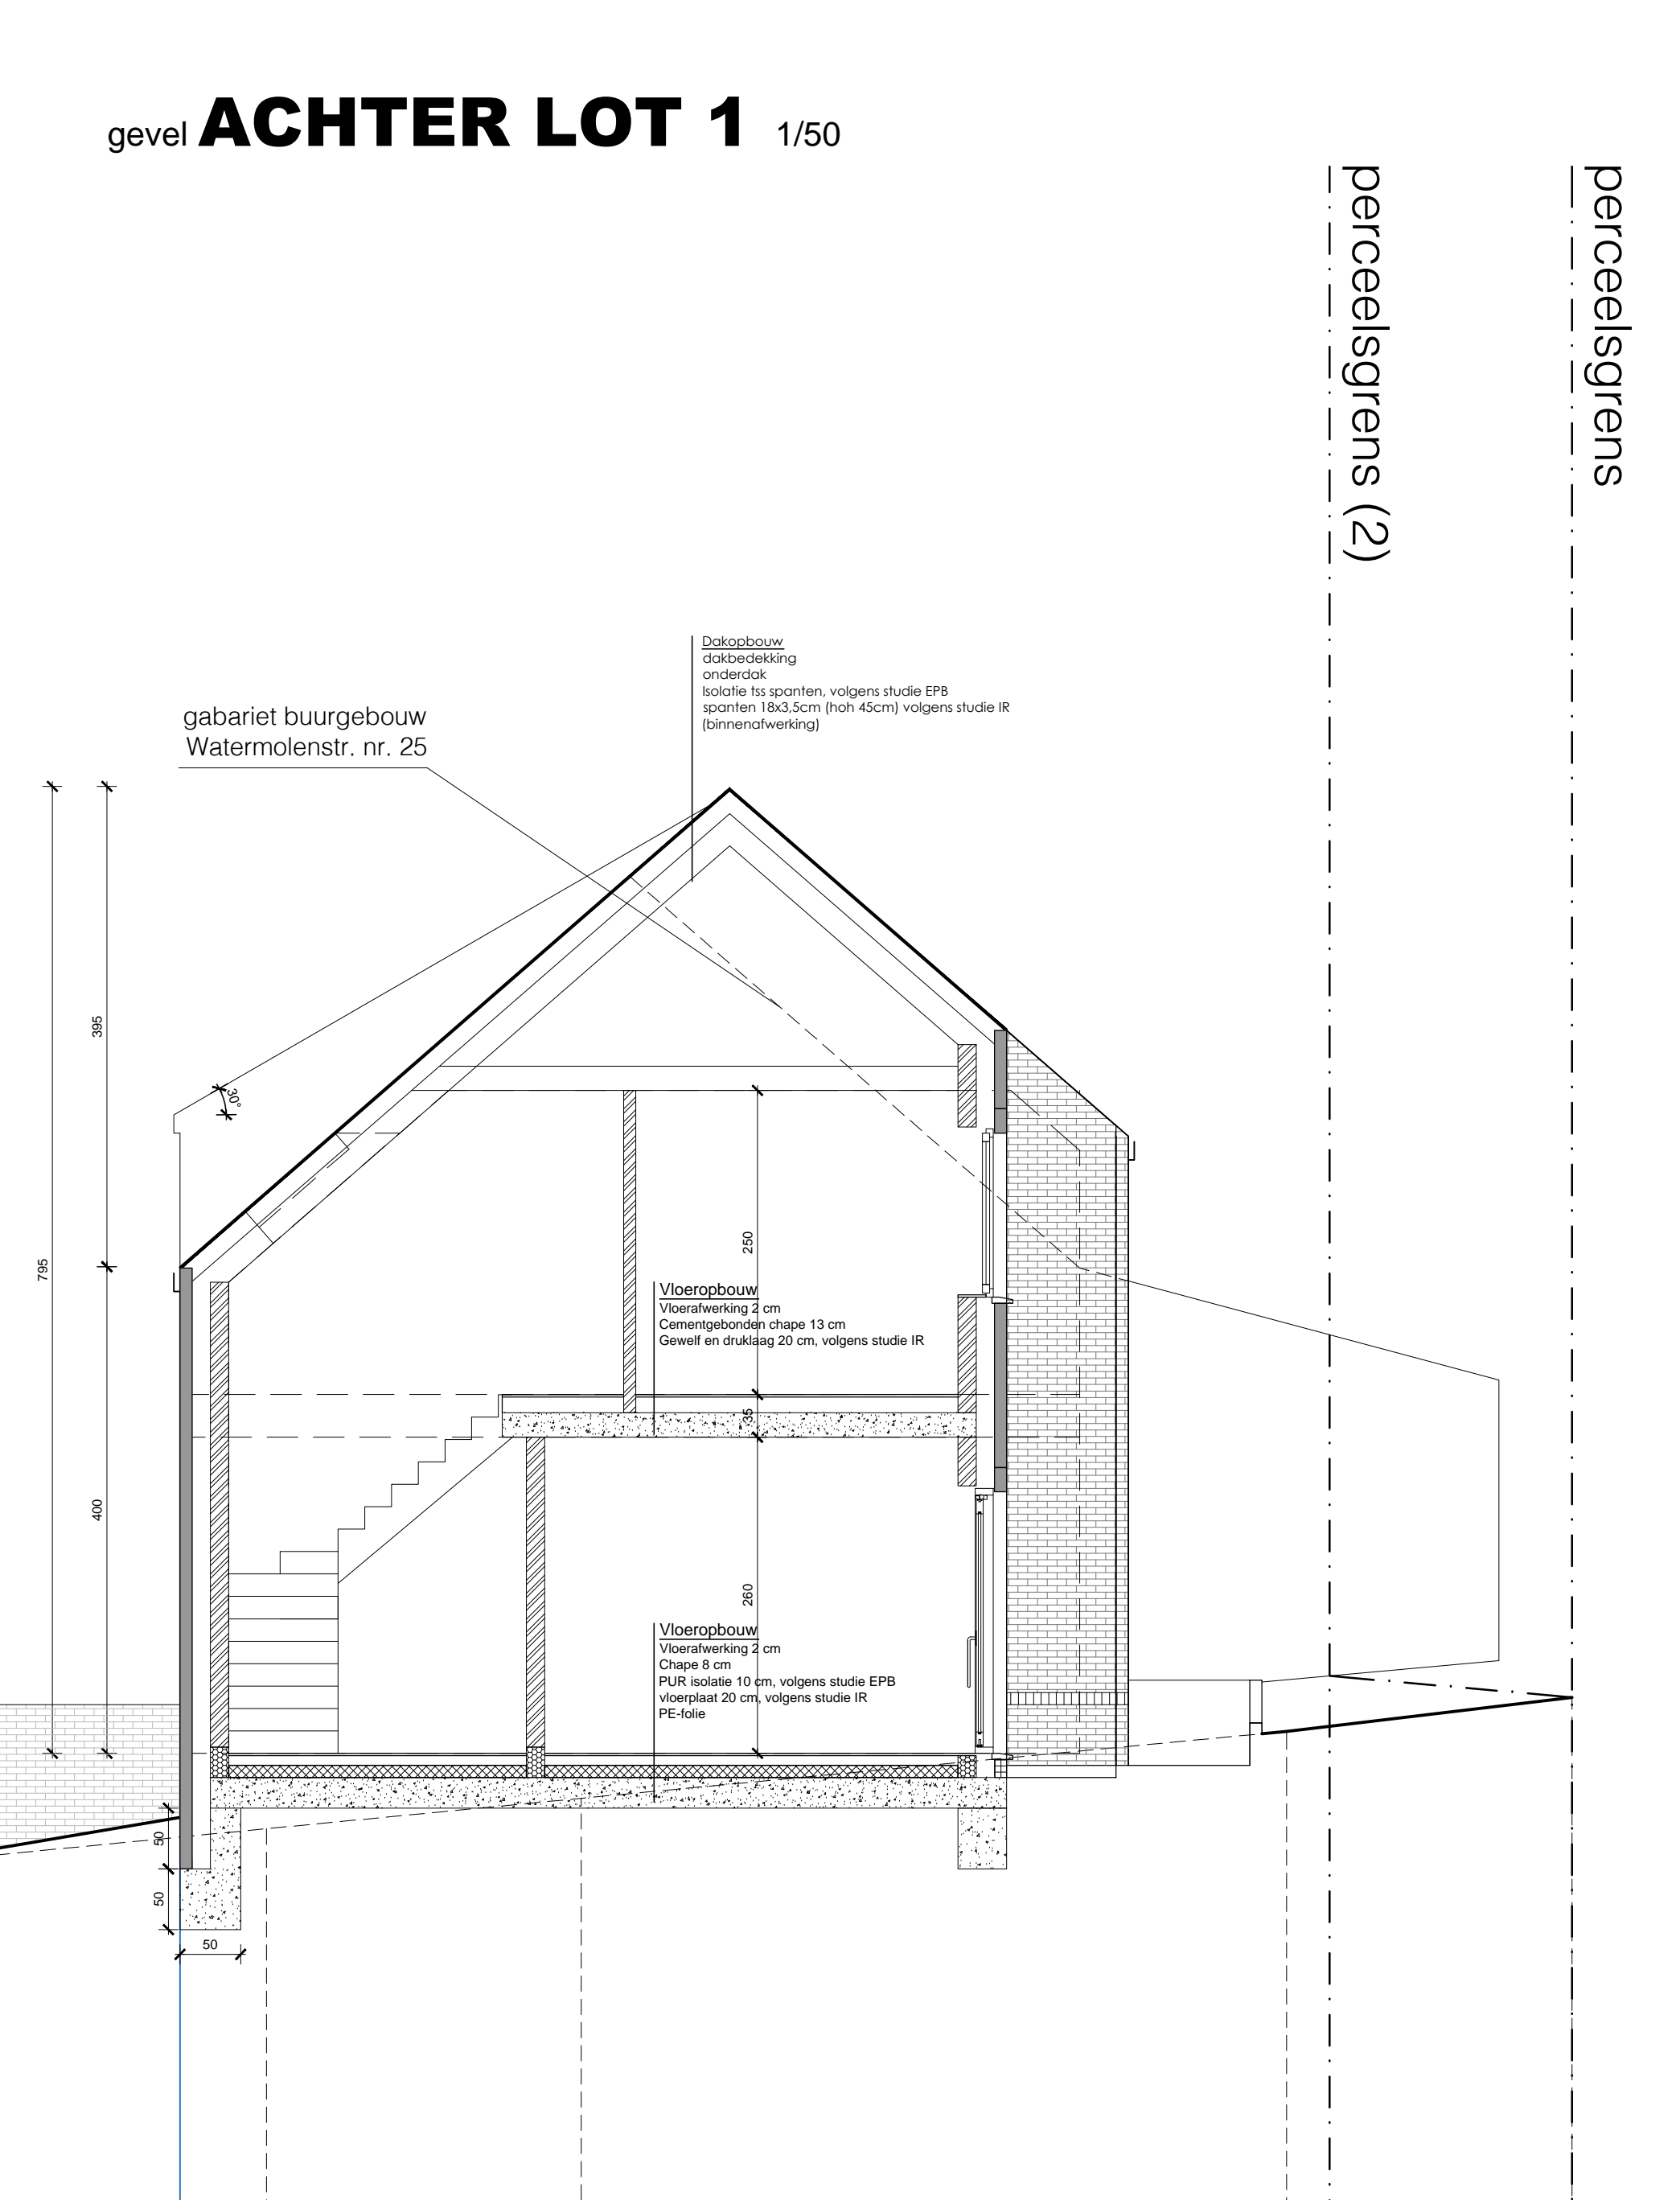 gevel ACHTER LOT 1 1/50
perceelsgrens (2)
perceelsgrens
Dakopbouw
dakbedekking
onderdak
Isolatie tss spanten, volgens studie EPB
spanten 18x3,5cm (hoh 45cm) volgens studie IR
(binnenafwerking)
gabariet buurgebouw
Watermolenstr. nr. 25
395
795
400
30°
250
Vloeropbouw
Vloerafwerking 2 cm
Cementgebonden chape 13 cm
Gewelf en druklaag 20 cm, volgens studie IR
35
260
Vloeropbouw
Vloerafwerking 2 cm
Chape 8 cm
PUR isolatie 10 cm, volgens studie EPB
vloerplaat 20 cm, volgens studie IR
PE-folie
50
50
50